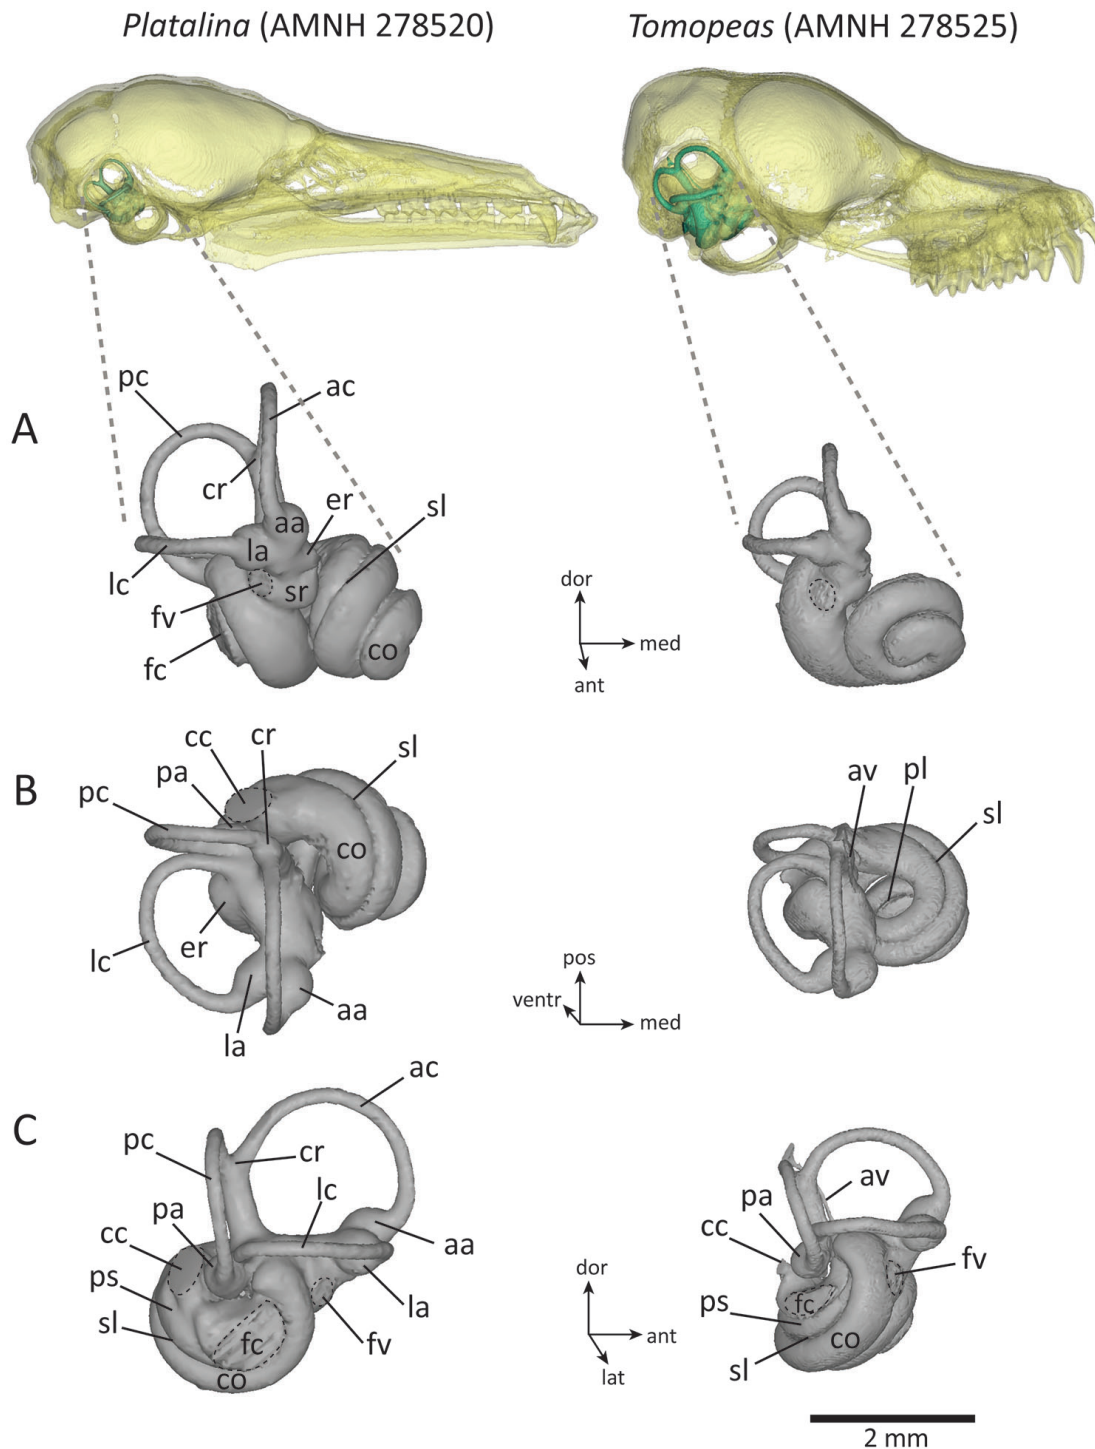 Platalina (AMNH 278520)
Tomopeas (AMNH 278525)
A
pc
ac
cr
er
sl
aa
la
lc
sr
fv
fc
co
dor
med
ant
B
cc
cr
sl
pa
pc
co
er
lc
aa
la
av
pl
sl
pos
ventr
med
C
ac
pc
cr
lc
pa
cc
aa
ps
la
sl
fc
fv
co
av
pa
cc
fv
fc
ps
co
sl
dor
ant
lat
2 mm